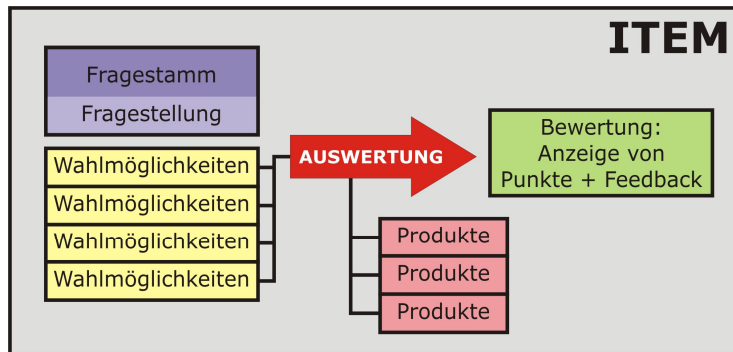 ITEM
Fragestamm
Fragestellung
Wahlmöglichkeiten
Wahlmöglichkeiten
Wahlmöglichkeiten
Wahlmöglichkeiten
AUSWERTUNG
Bewertung:
Anzeige von
Punkte + Feedback
Produkte
Produkte
Produkte